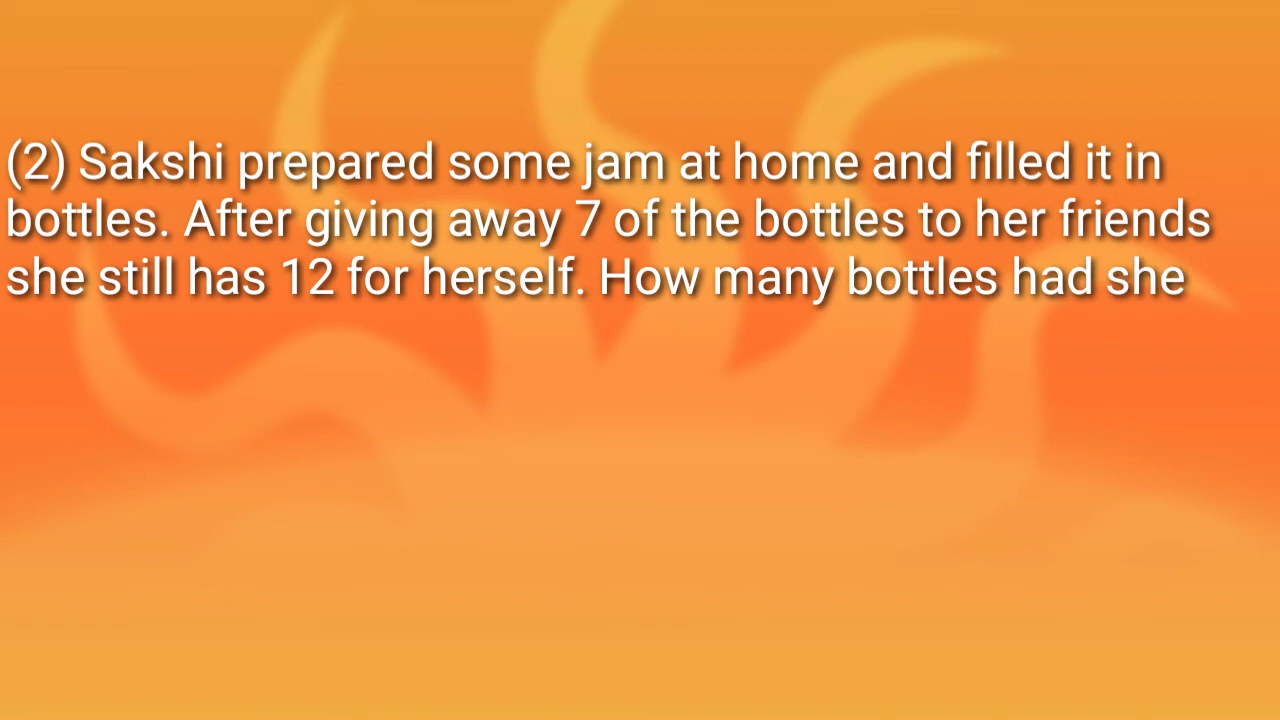 (2) Sakshi prepared some jam at home and filled it in
bottles. After giving away 7 of the bottles to her friends
she still has 12 for herself. How many bottles had she